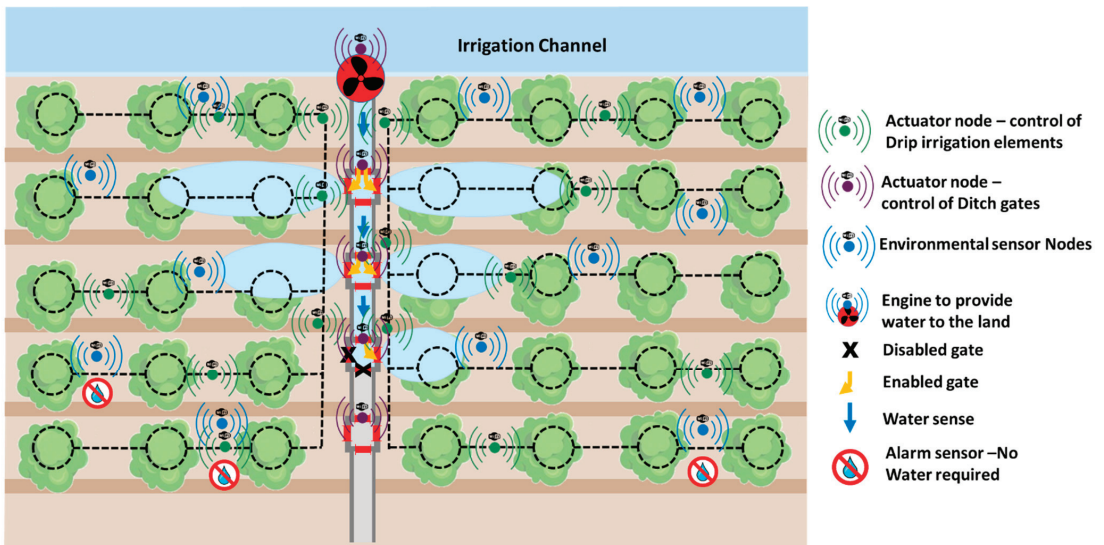 Irrigation Channel
Actuator node – control of
Drip irrigation elements
Actuator node –
control of Ditch gates
Environmental sensor Nodes
Engine to provide
water to the land
Disabled gate
Enabled gate
Water sense
Alarm sensor –No
Water required